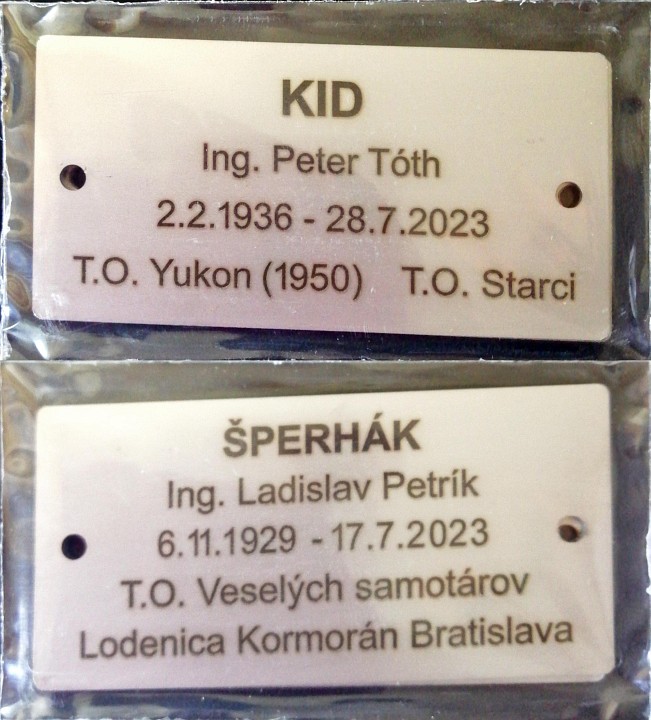 KID
Ing. Peter Tóth
2.2.1936 - 28.7.2023
T.O. Yukon (1950) T.O. Starci
ŠPERHÁK
Ing. Ladislav Petrík
6.11.1929 - 17.7.2023
T.O. Veselých samotárov
Lodenica Kormorán Bratislava